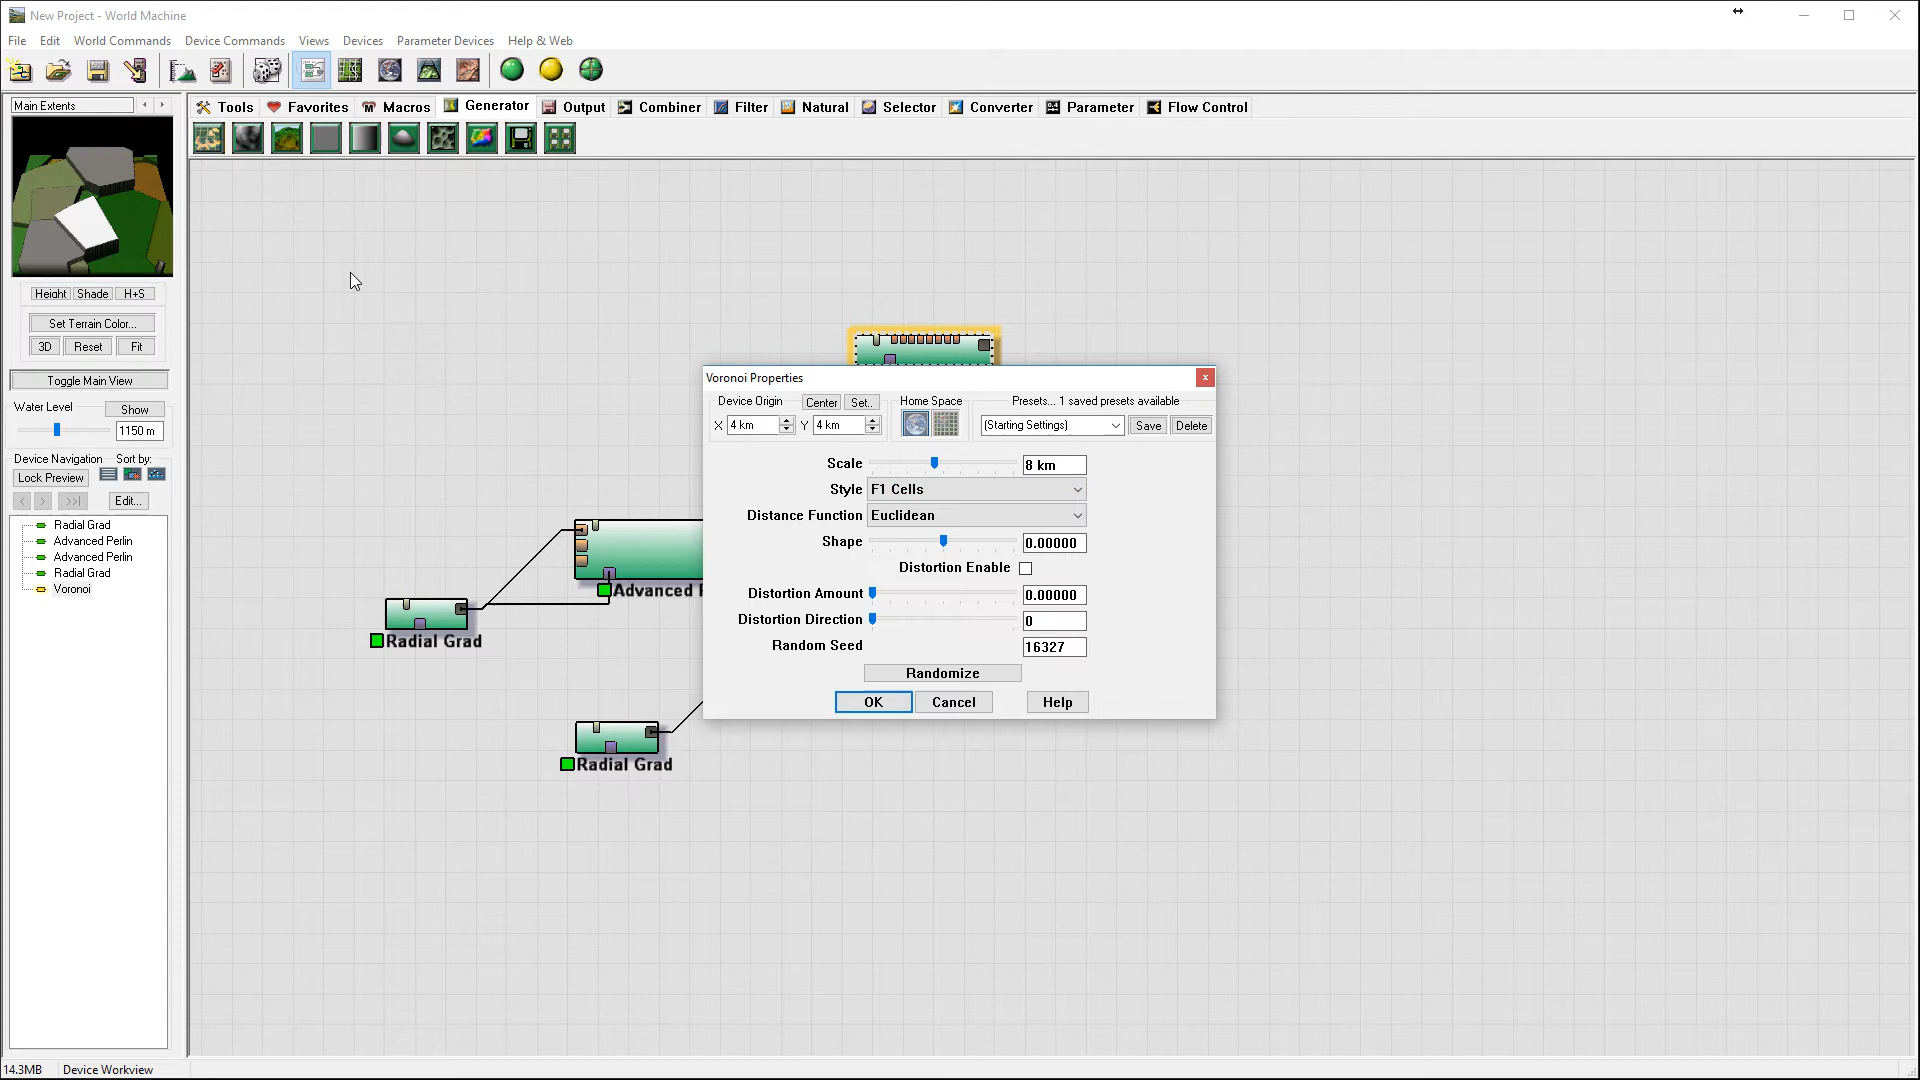 New Project - World Machine
File Edit World Commands Device Commands Views Devices Parameter Devices Help & Web
Main Extents
Tools Favorites Macros Generator Output Combiner Filter Natural Selector Converter Parameter Flow Control
Height Shade H+S
Set Terrain Color...
3D Reset Fit
Toggle Main View
Water Level Show
1150 m
Device Navigation Sort by:
Lock Preview
< > >>| Edit...
Radial Grad
Advanced Perlin
Advanced Perlin
Radial Grad
Voronoi
Radial Grad
Advanced
Radial Grad
Voronoi Properties
Device Origin Center Set.. Home Space Presets... 1 saved presets available
X 4 km Y 4 km (Starting Settings) Save Delete
Scale 8 km
Style F1 Cells
Distance Function Euclidean
Shape 0.00000
Distortion Enable
Distortion Amount 0.00000
Distortion Direction 0
Random Seed 16327
Randomize
OK Cancel Help
14.3MB Device Workview